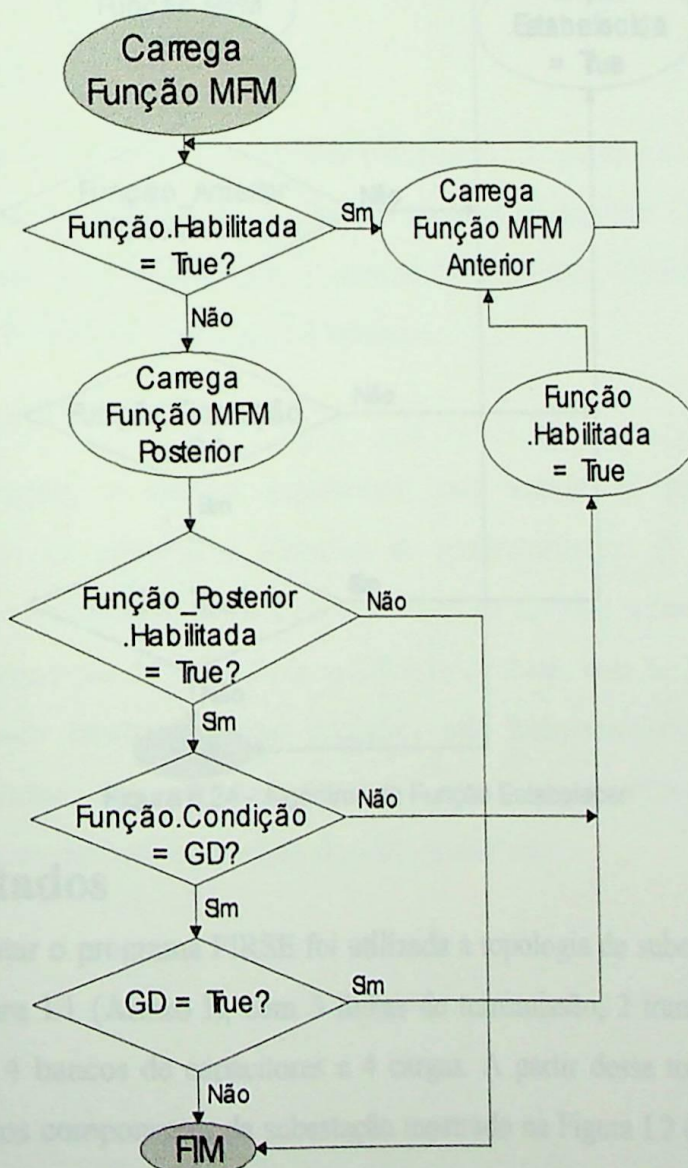 Carrega
Função MFM
Função.Habilitada
= True?
Sim
Carrega
Função MFM
Anterior
Não
Carrega
Função MFM
Posterior
Função
.Habilitada
= True
Função_Posterior
.Habilitada
= True?
Não
Sim
Função.Condição
= GD?
Não
Sim
GD = True?
Sim
Não
FIM